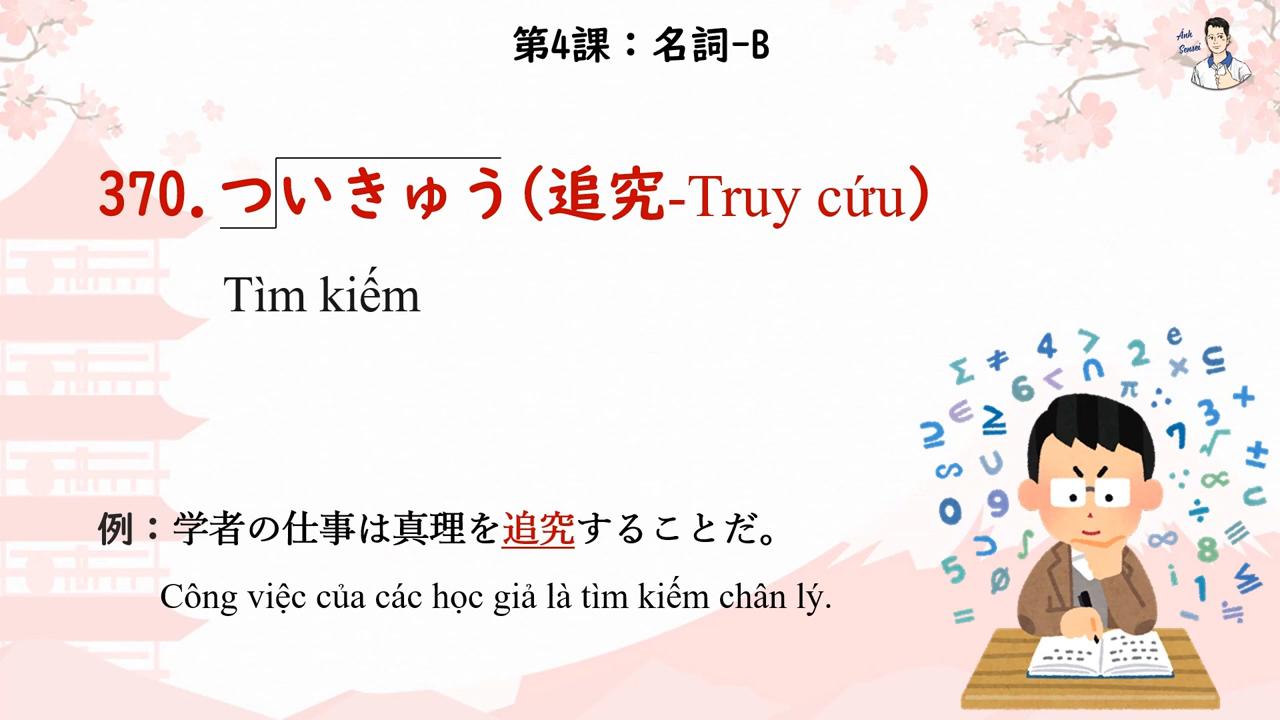 第4課：名詞-B
Anh
Sensei
370.ついきゅう(追究-Truy cứu)
Tìm kiếm
例：学者の仕事は真理を追究することだ。
Công việc của các học giả là tìm kiếm chân lý.